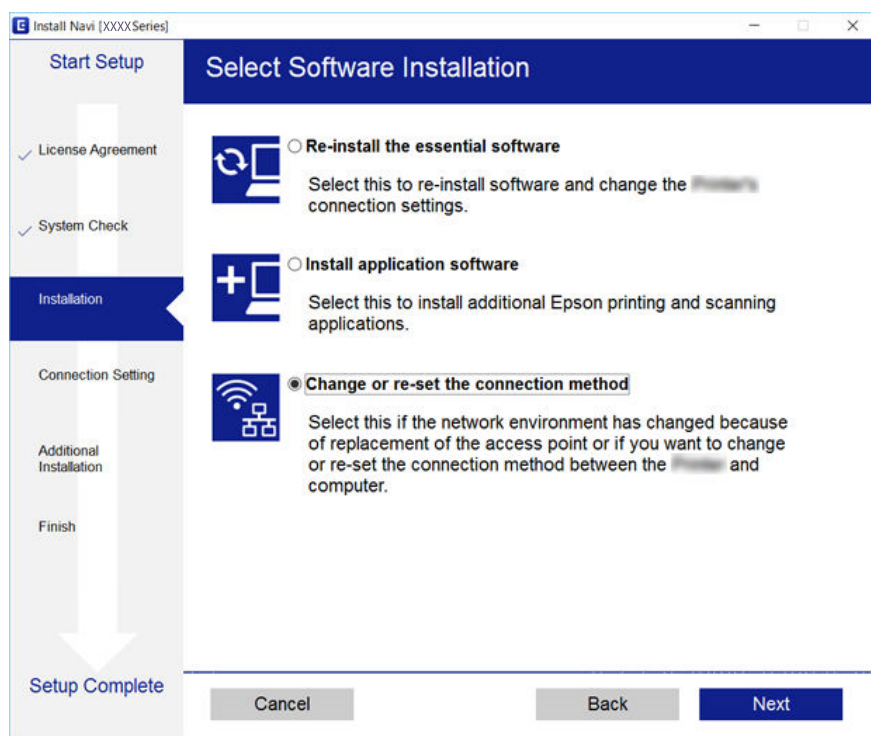 Install Navi [XXXX Series]
Start Setup
Select Software Installation
License Agreement
System Check
Installation
Connection Setting
Additional
Installation
Finish
Setup Complete
Re-install the essential software
Select this to re-install software and change the
connection settings.
Install application software
Select this to install additional Epson printing and scanning
applications.
Change or re-set the connection method
Select this if the network environment has changed because
of replacement of the access point or if you want to change
or re-set the connection method between the and
computer.
Cancel
Back
Next